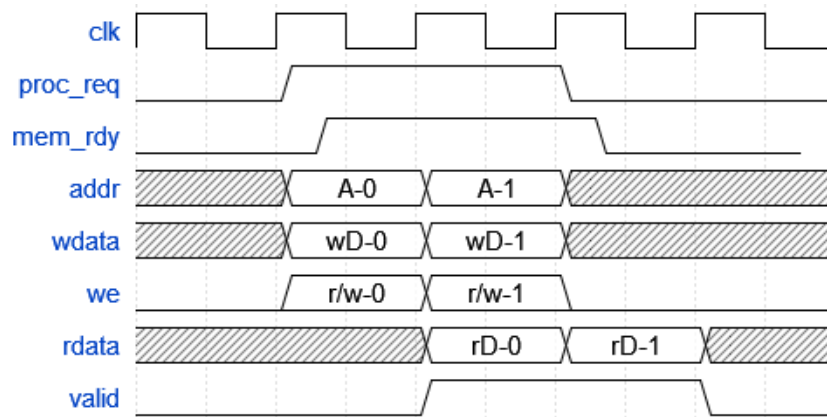 clk
proc_req
mem_rdy
addr A-0 A-1
wdata wD-0 wD-1
we r/w-0 r/w-1
rdata rD-0 rD-1
valid